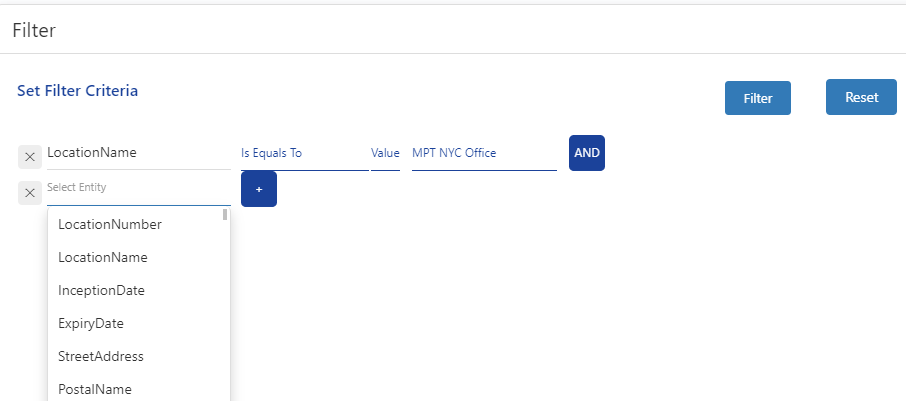 Filter
Set Filter Criteria
Filter
Reset
LocationName
Is Equals To
Value
MPT NYC Office
AND
Select Entity
+
LocationNumber
LocationName
InceptionDate
ExpiryDate
StreetAddress
PostalName